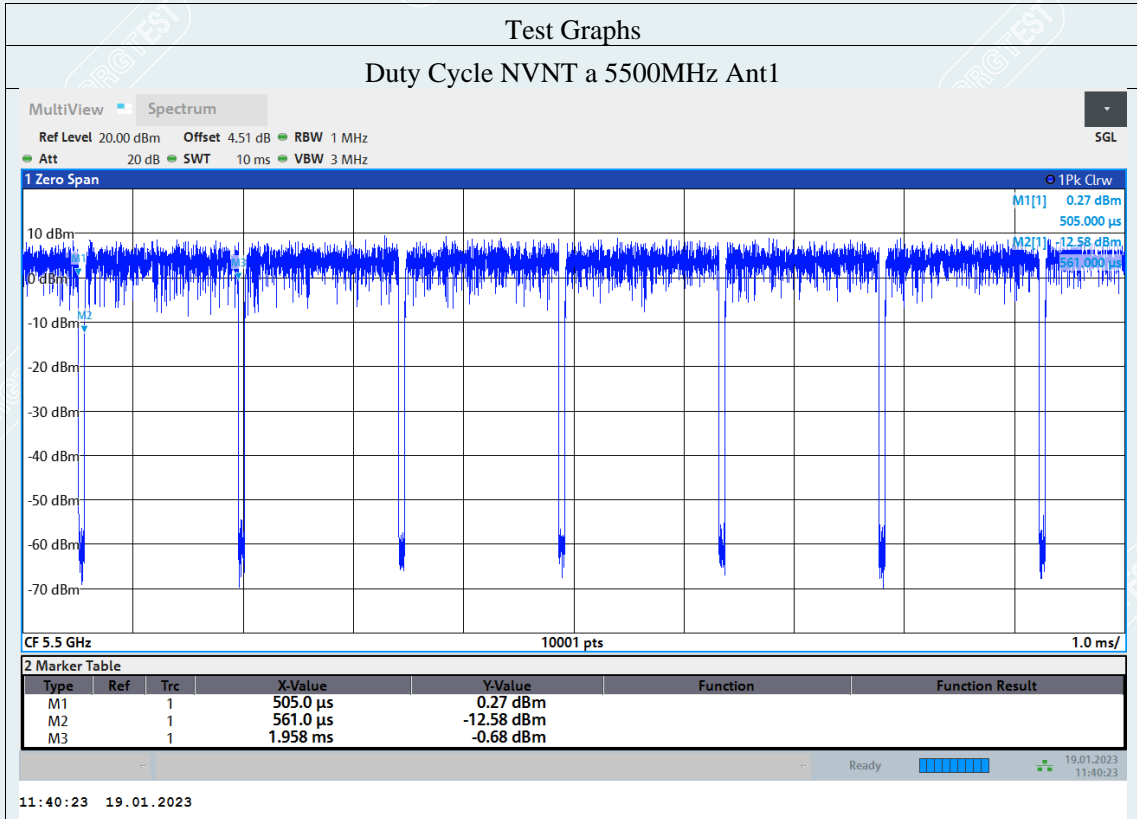 Test Graphs
Duty Cycle NVNT a 5500MHz Ant1
MultiView Spectrum
Ref Level 20.00 dBm Offset 4.51 dB RBW 1 MHz SGL
Att 20 dB SWT 10 ms VBW 3 MHz
1 Zero Span 1Pk Clrw
M1[1] 0.27 dBm
505.000 µs
M2[1] -12.58 dBm
561.000 µs
10 dBm
M1
M3
0 dBm
M2
-10 dBm
-20 dBm
-30 dBm
-40 dBm
-50 dBm
-60 dBm
-70 dBm
CF 5.5 GHz 10001 pts 1.0 ms/
2 Marker Table
Type Ref Trc X-Value Y-Value Function Function Result
M1 1 505.0 µs 0.27 dBm
M2 1 561.0 µs -12.58 dBm
M3 1 1.958 ms -0.68 dBm
Ready 19.01.2023
11:40:23
11:40:23 19.01.2023